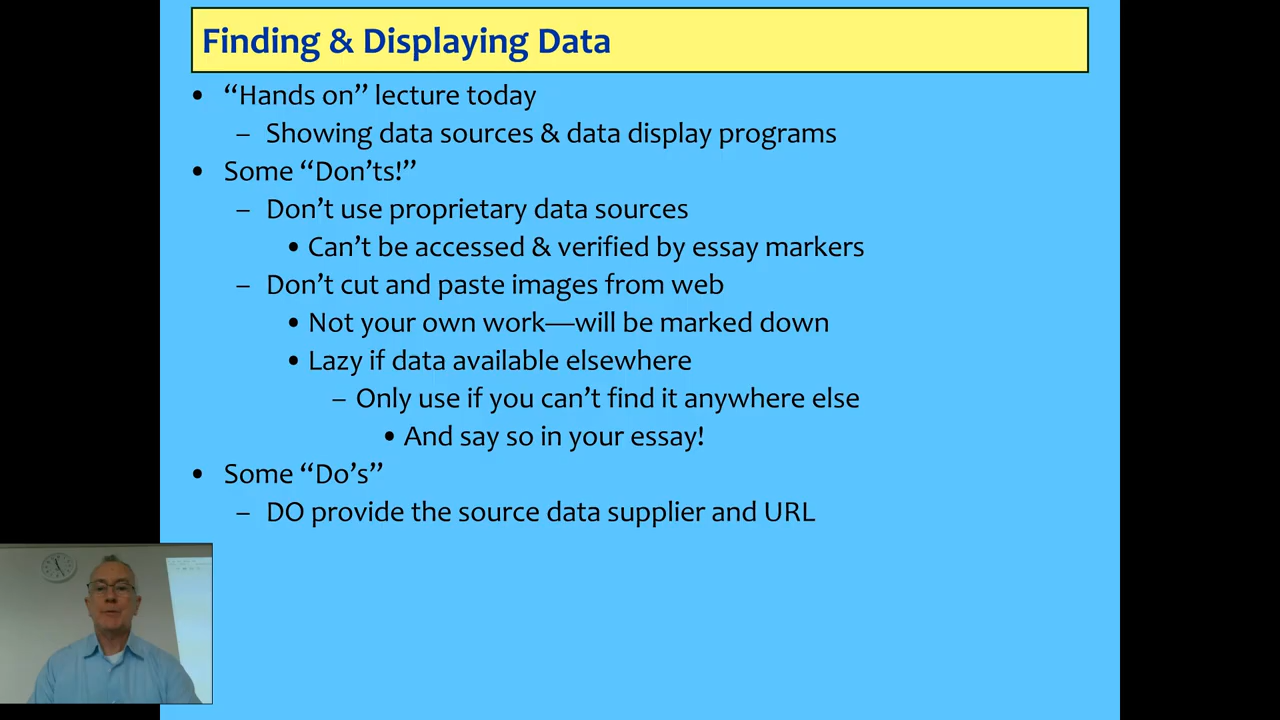 Finding & Displaying Data
• “Hands on” lecture today
– Showing data sources & data display programs
• Some “Don’ts!”
– Don’t use proprietary data sources
• Can’t be accessed & verified by essay markers
– Don’t cut and paste images from web
• Not your own work—will be marked down
• Lazy if data available elsewhere
– Only use if you can’t find it anywhere else
• And say so in your essay!
• Some “Do’s”
– DO provide the source data supplier and URL